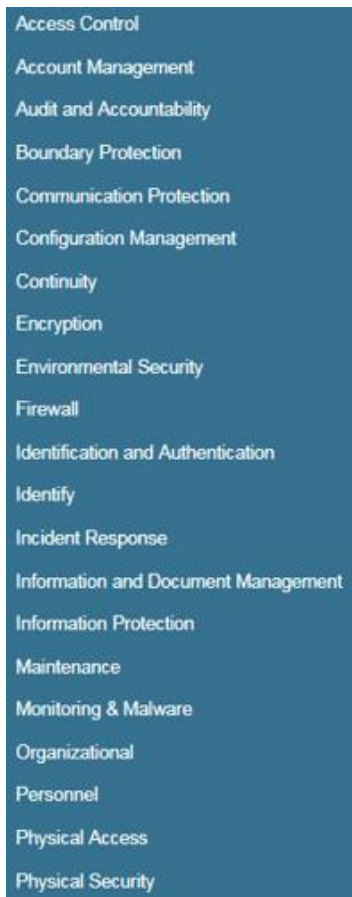 Access Control
Account Management
Audit and Accountability
Boundary Protection
Communication Protection
Configuration Management
Continuity
Encryption
Environmental Security
Firewall
Identification and Authentication
Identify
Incident Response
Information and Document Management
Information Protection
Maintenance
Monitoring & Malware
Organizational
Personnel
Physical Access
Physical Security